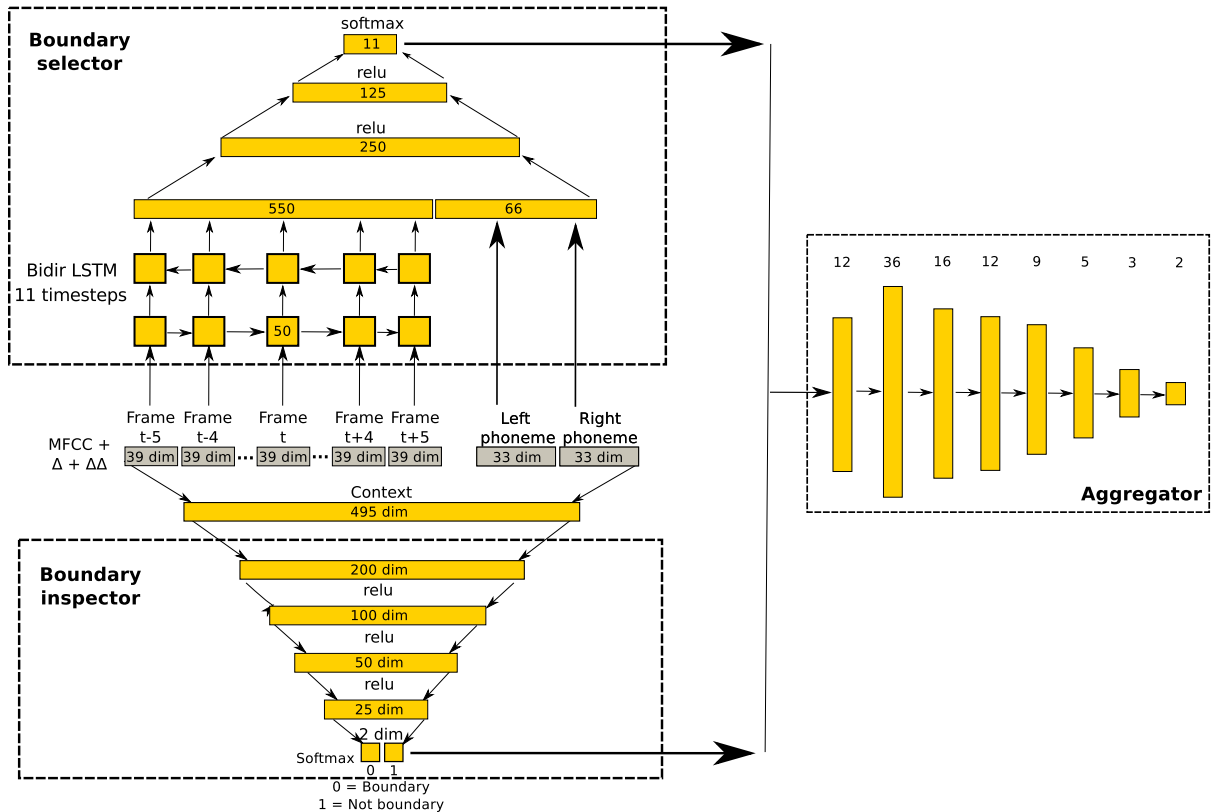 Boundary
selector
softmax
11
relu
125
relu
250
550
66
Bidir LSTM
11 timesteps
50
Frame
t-5
Frame
t-4
Frame
t
Frame
t+4
Frame
t+5
Left
phoneme
Right
phoneme
MFCC +
Δ + ΔΔ
39 dim
39 dim
...
39 dim
...
39 dim
39 dim
33 dim
33 dim
Context
495 dim
Boundary
inspector
200 dim
relu
100 dim
relu
50 dim
relu
25 dim
2 dim
Softmax
0 1
0 = Boundary
1 = Not boundary
12 36 16 12 9 5 3 2
Aggregator